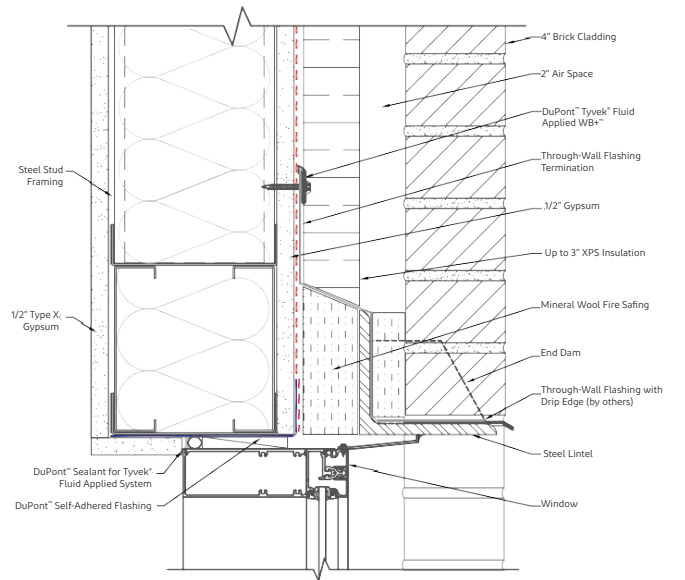 4” Brick Cladding
2” Air Space
DuPont™ Tyvek® Fluid
Applied WB+™
Through-Wall Flashing
Termination
1/2” Gypsum
Up to 3” XPS Insulation
Mineral Wool Fire Safing
End Dam
Through-Wall Flashing with
Drip Edge (by others)
Steel Lintel
Window
Steel Stud
Framing
1/2” Type X
Gypsum
DuPont™ Sealant for Tyvek®
Fluid Applied System
DuPont™ Self-Adhered Flashing